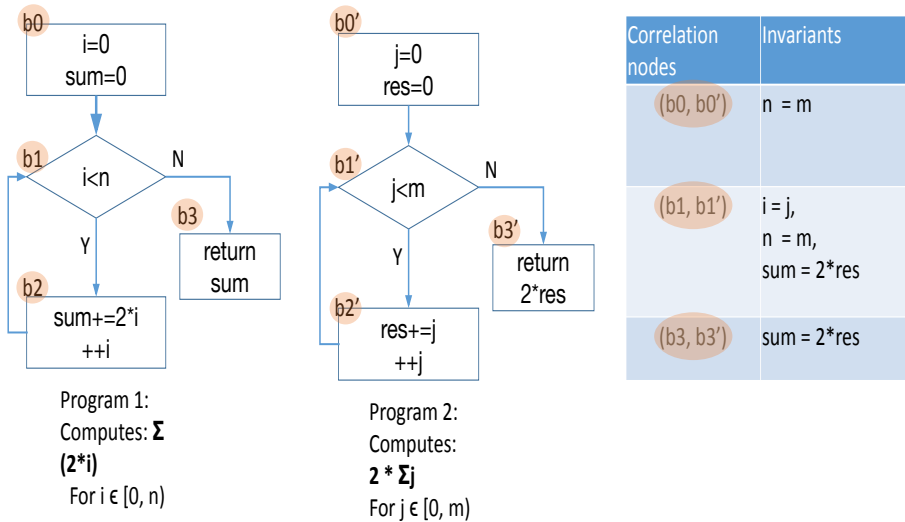 b0
i=0
sum=0
b1
i<n
N
Y
b3
return
sum
b2
sum+=2*i
++i
Program 1:
Computes: Σ
(2*i)
For i ϵ [0, n)
b0'
j=0
res=0
b1'
j<m
N
Y
b3'
return
2*res
b2'
res+=j
++j
Program 2:
Computes:
2 * Σj
For j ϵ [0, m)
Correlation
nodes
Invariants
(b0, b0')
n = m
(b1, b1')
i = j,
n = m,
sum = 2*res
(b3, b3')
sum = 2*res